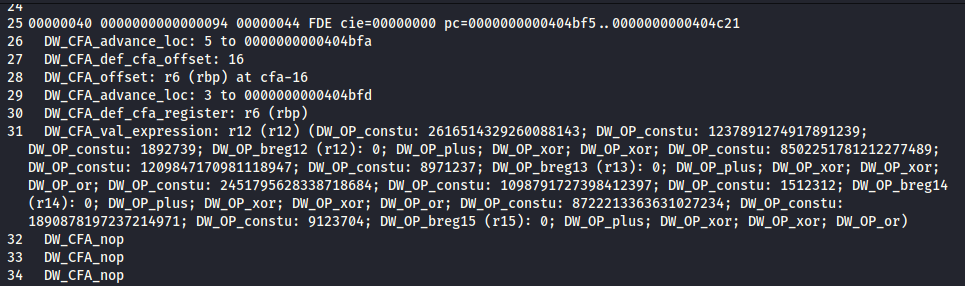 24
25 00000040 0000000000000094 00000044 FDE cie=00000000 pc=0000000000404bf5..0000000000404c21
26 DW_CFA_advance_loc: 5 to 0000000000404bfa
27 DW_CFA_def_cfa_offset: 16
28 DW_CFA_offset: r6 (rbp) at cfa-16
29 DW_CFA_advance_loc: 3 to 0000000000404bfd
30 DW_CFA_def_cfa_register: r6 (rbp)
31 DW_CFA_val_expression: r12 (r12) (DW_OP_constu: 2616514329260088143; DW_OP_constu: 1237891274917891239;
DW_OP_constu: 1892739; DW_OP_breg12 (r12): 0; DW_OP_plus; DW_OP_xor; DW_OP_xor; DW_OP_constu: 8502251781212277489;
DW_OP_constu: 1209847170981118947; DW_OP_constu: 8971237; DW_OP_breg13 (r13): 0; DW_OP_plus; DW_OP_xor; DW_OP_xor;
DW_OP_or; DW_OP_constu: 2451795628338718684; DW_OP_constu: 1098791727398412397; DW_OP_constu: 1512312; DW_OP_breg14
(r14): 0; DW_OP_plus; DW_OP_xor; DW_OP_xor; DW_OP_or; DW_OP_constu: 8722213363631027234; DW_OP_constu:
1890878197237214971; DW_OP_constu: 9123704; DW_OP_breg15 (r15): 0; DW_OP_plus; DW_OP_xor; DW_OP_xor; DW_OP_or)
32 DW_CFA_nop
33 DW_CFA_nop
34 DW_CFA_nop